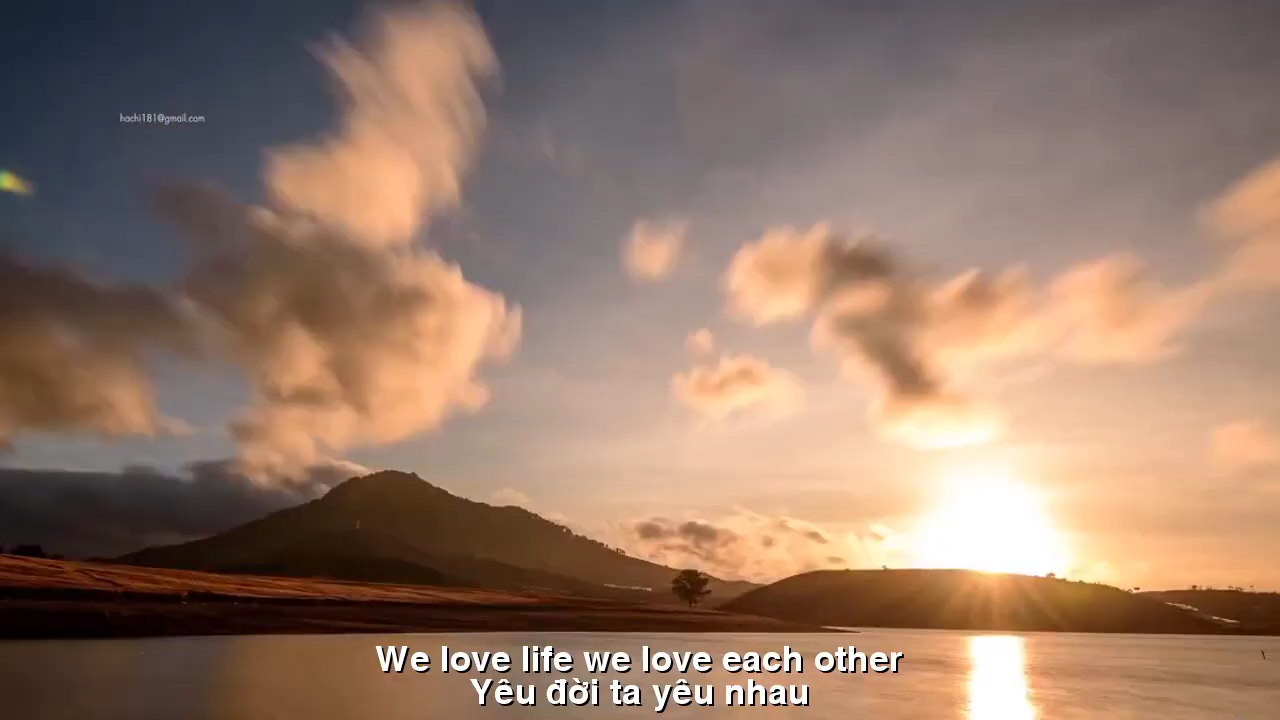 hachi181@gmail.com
We love life we love each other
Yêu đời ta yêu nhau